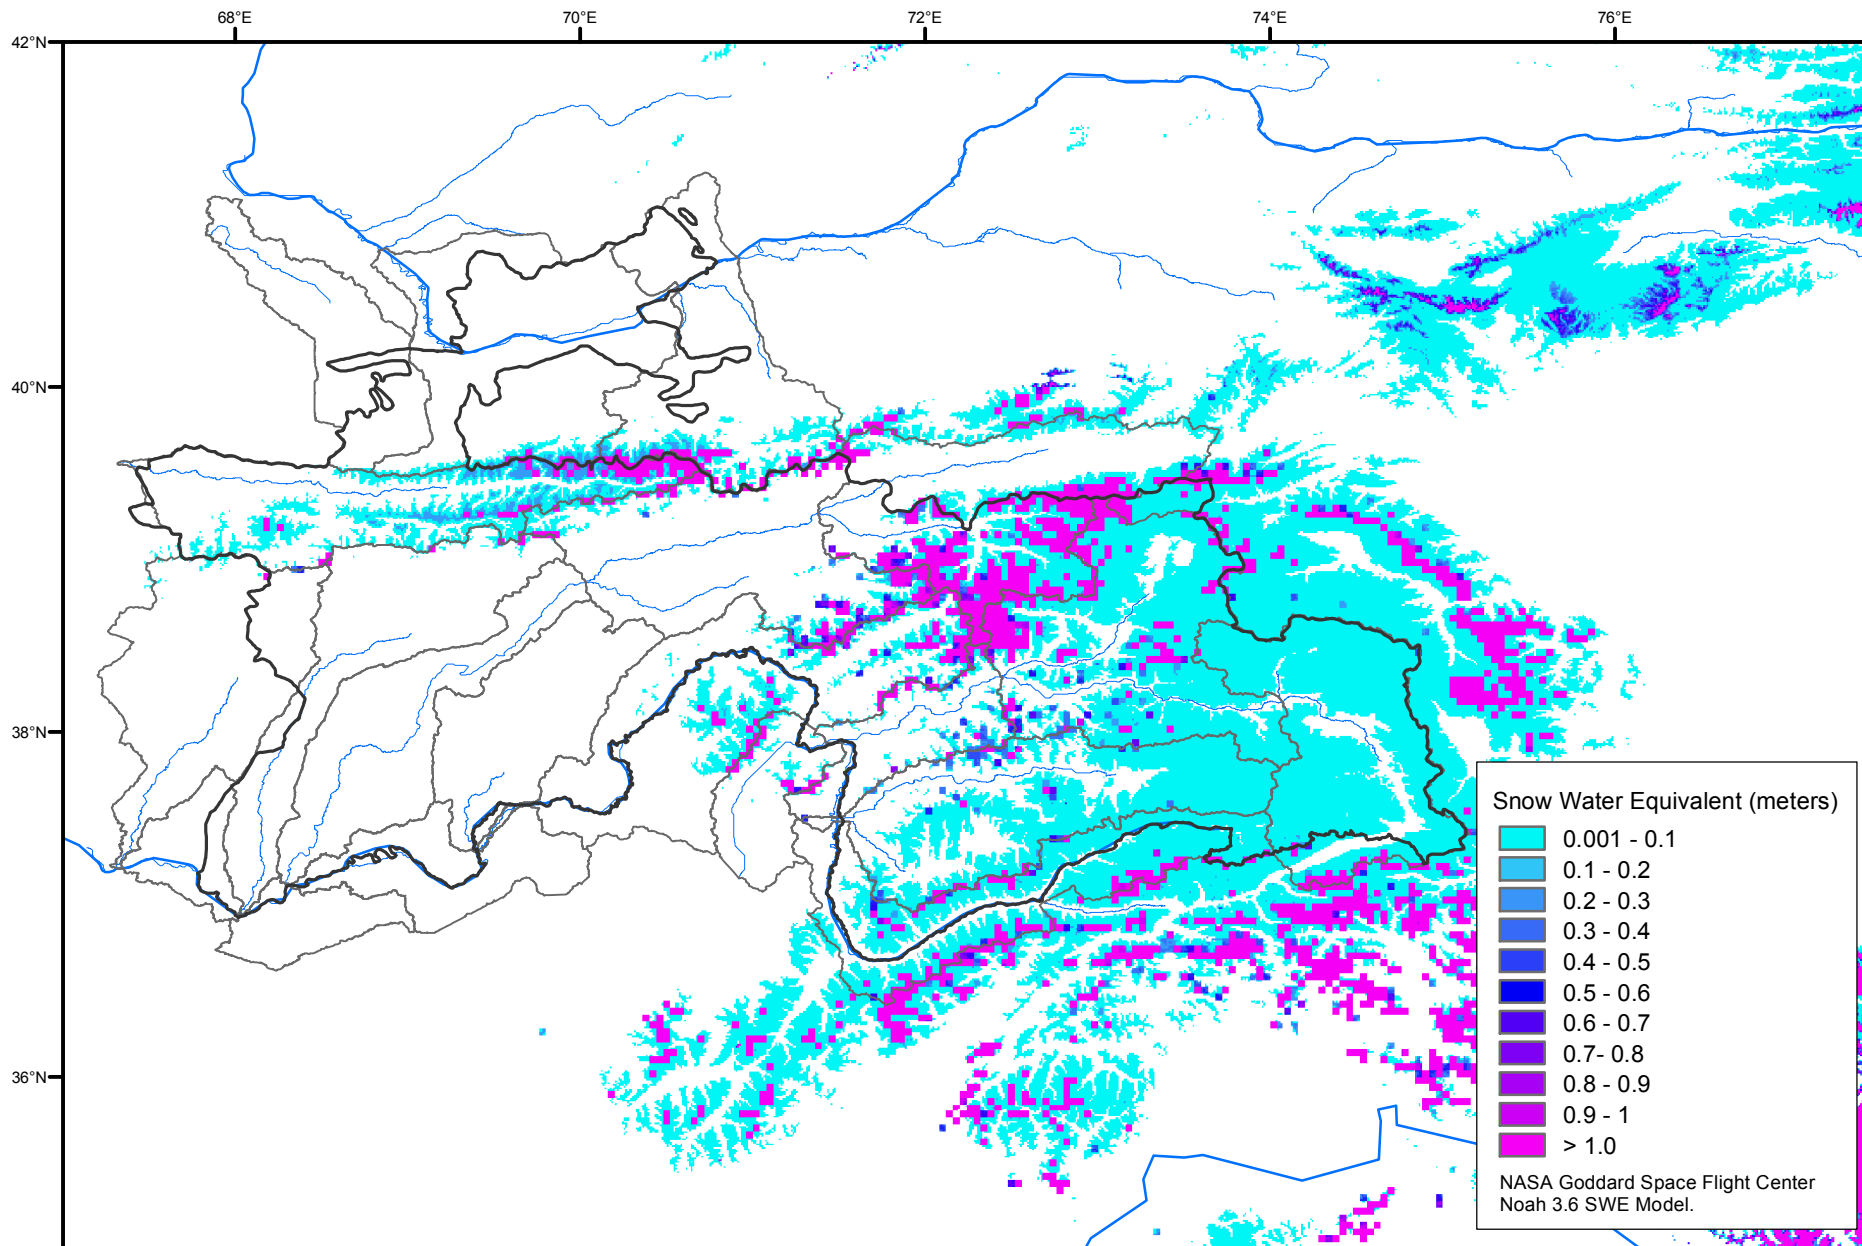 68°E
70°E
72°E
74°E
76°E
42°N
40°N
38°N
36°N
Snow Water Equivalent (meters)
0.001 - 0.1
0.1 - 0.2
0.2 - 0.3
0.3 - 0.4
0.4 - 0.5
0.5 - 0.6
0.6 - 0.7
0.7- 0.8
0.8 - 0.9
0.9 - 1
> 1.0
NASA Goddard Space Flight Center
Noah 3.6 SWE Model.